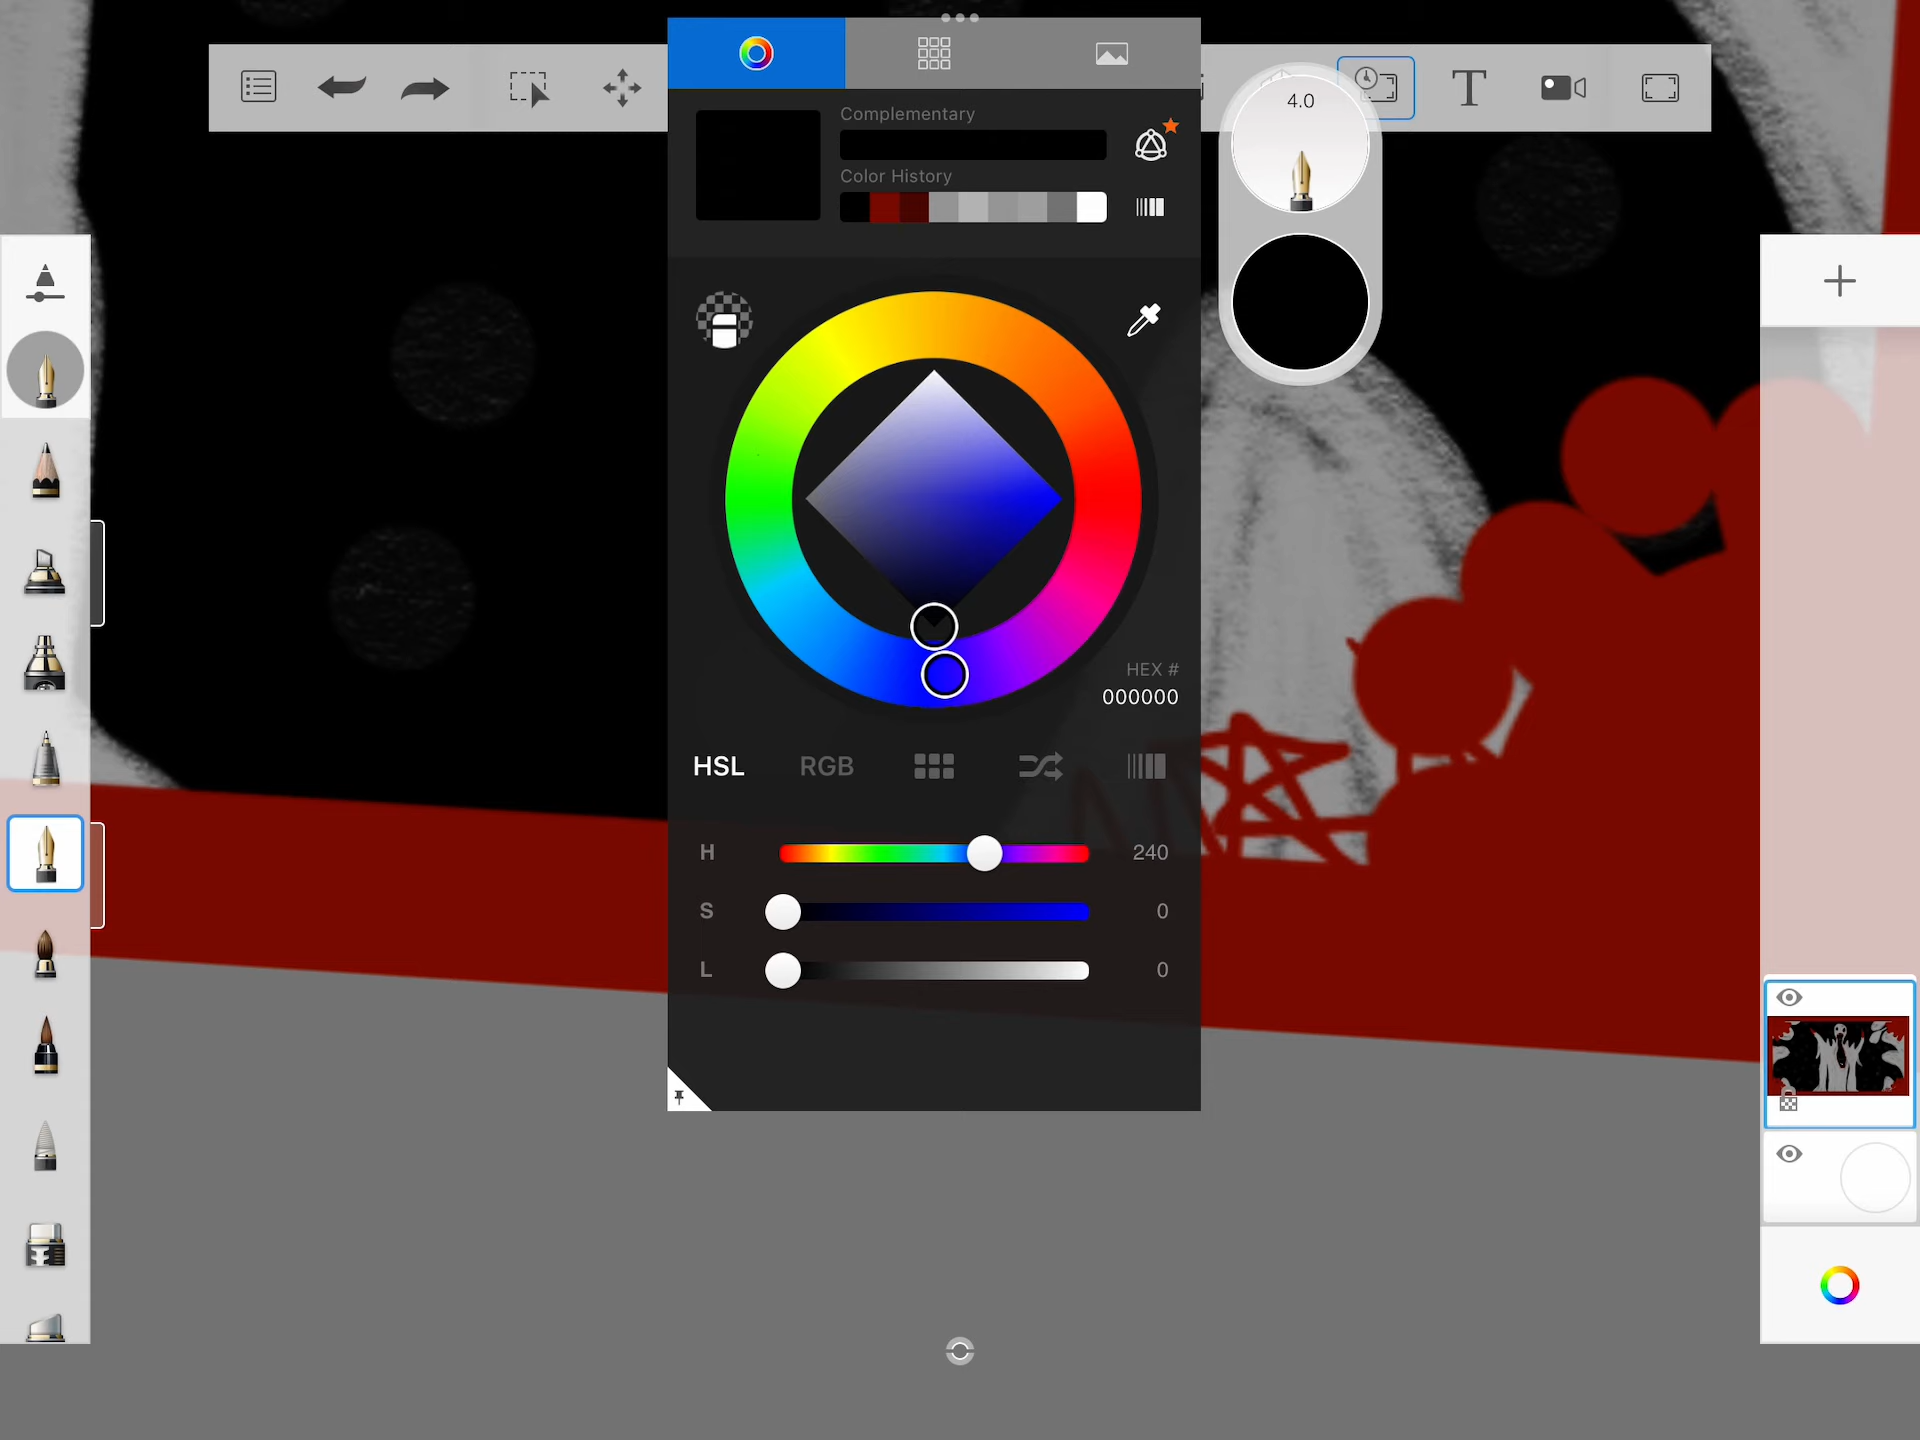 4.0
T
Complementary
Color History
HEX #
000000
HSL RGB
H 240
S 0
L 0